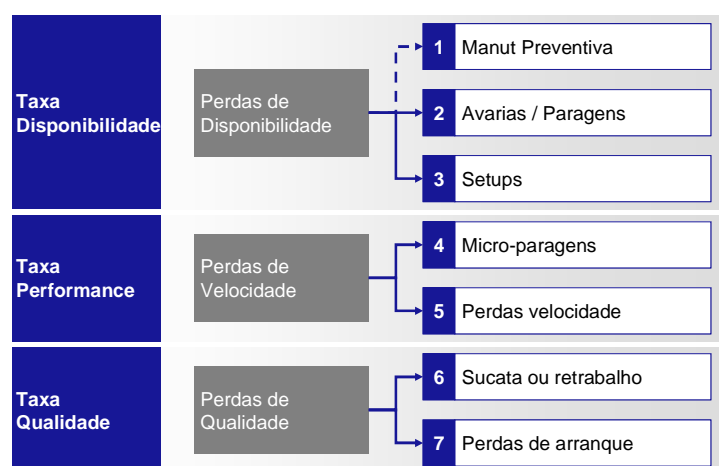 Taxa
Disponibilidade
Perdas de
Disponibilidade
1 Manut Preventiva
2 Avarias / Paragens
3 Setups
Taxa
Performance
Perdas de
Velocidade
4 Micro-paragens
5 Perdas velocidade
Taxa
Qualidade
Perdas de
Qualidade
6 Sucata ou retrabalho
7 Perdas de arranque